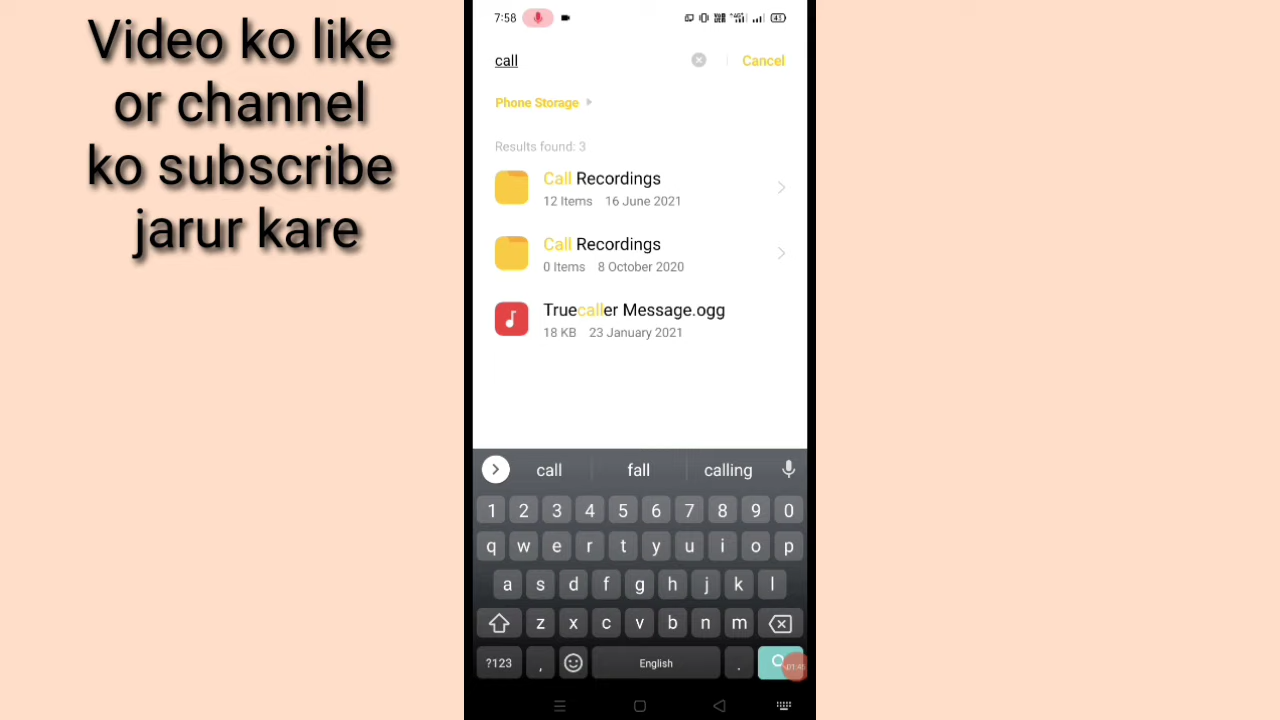 Video ko like
or channel
ko subscribe
jarur kare
7:58
45
call
Cancel
Phone Storage
Results found: 3
Call Recordings
12 Items 16 June 2021
Call Recordings
0 Items 8 October 2020
Truecaller Message.ogg
18 KB 23 January 2021
call fall calling
1 2 3 4 5 6 7 8 9 0
q w e r t y u i o p
a s d f g h j k l
z x c v b n m
?123 , English .